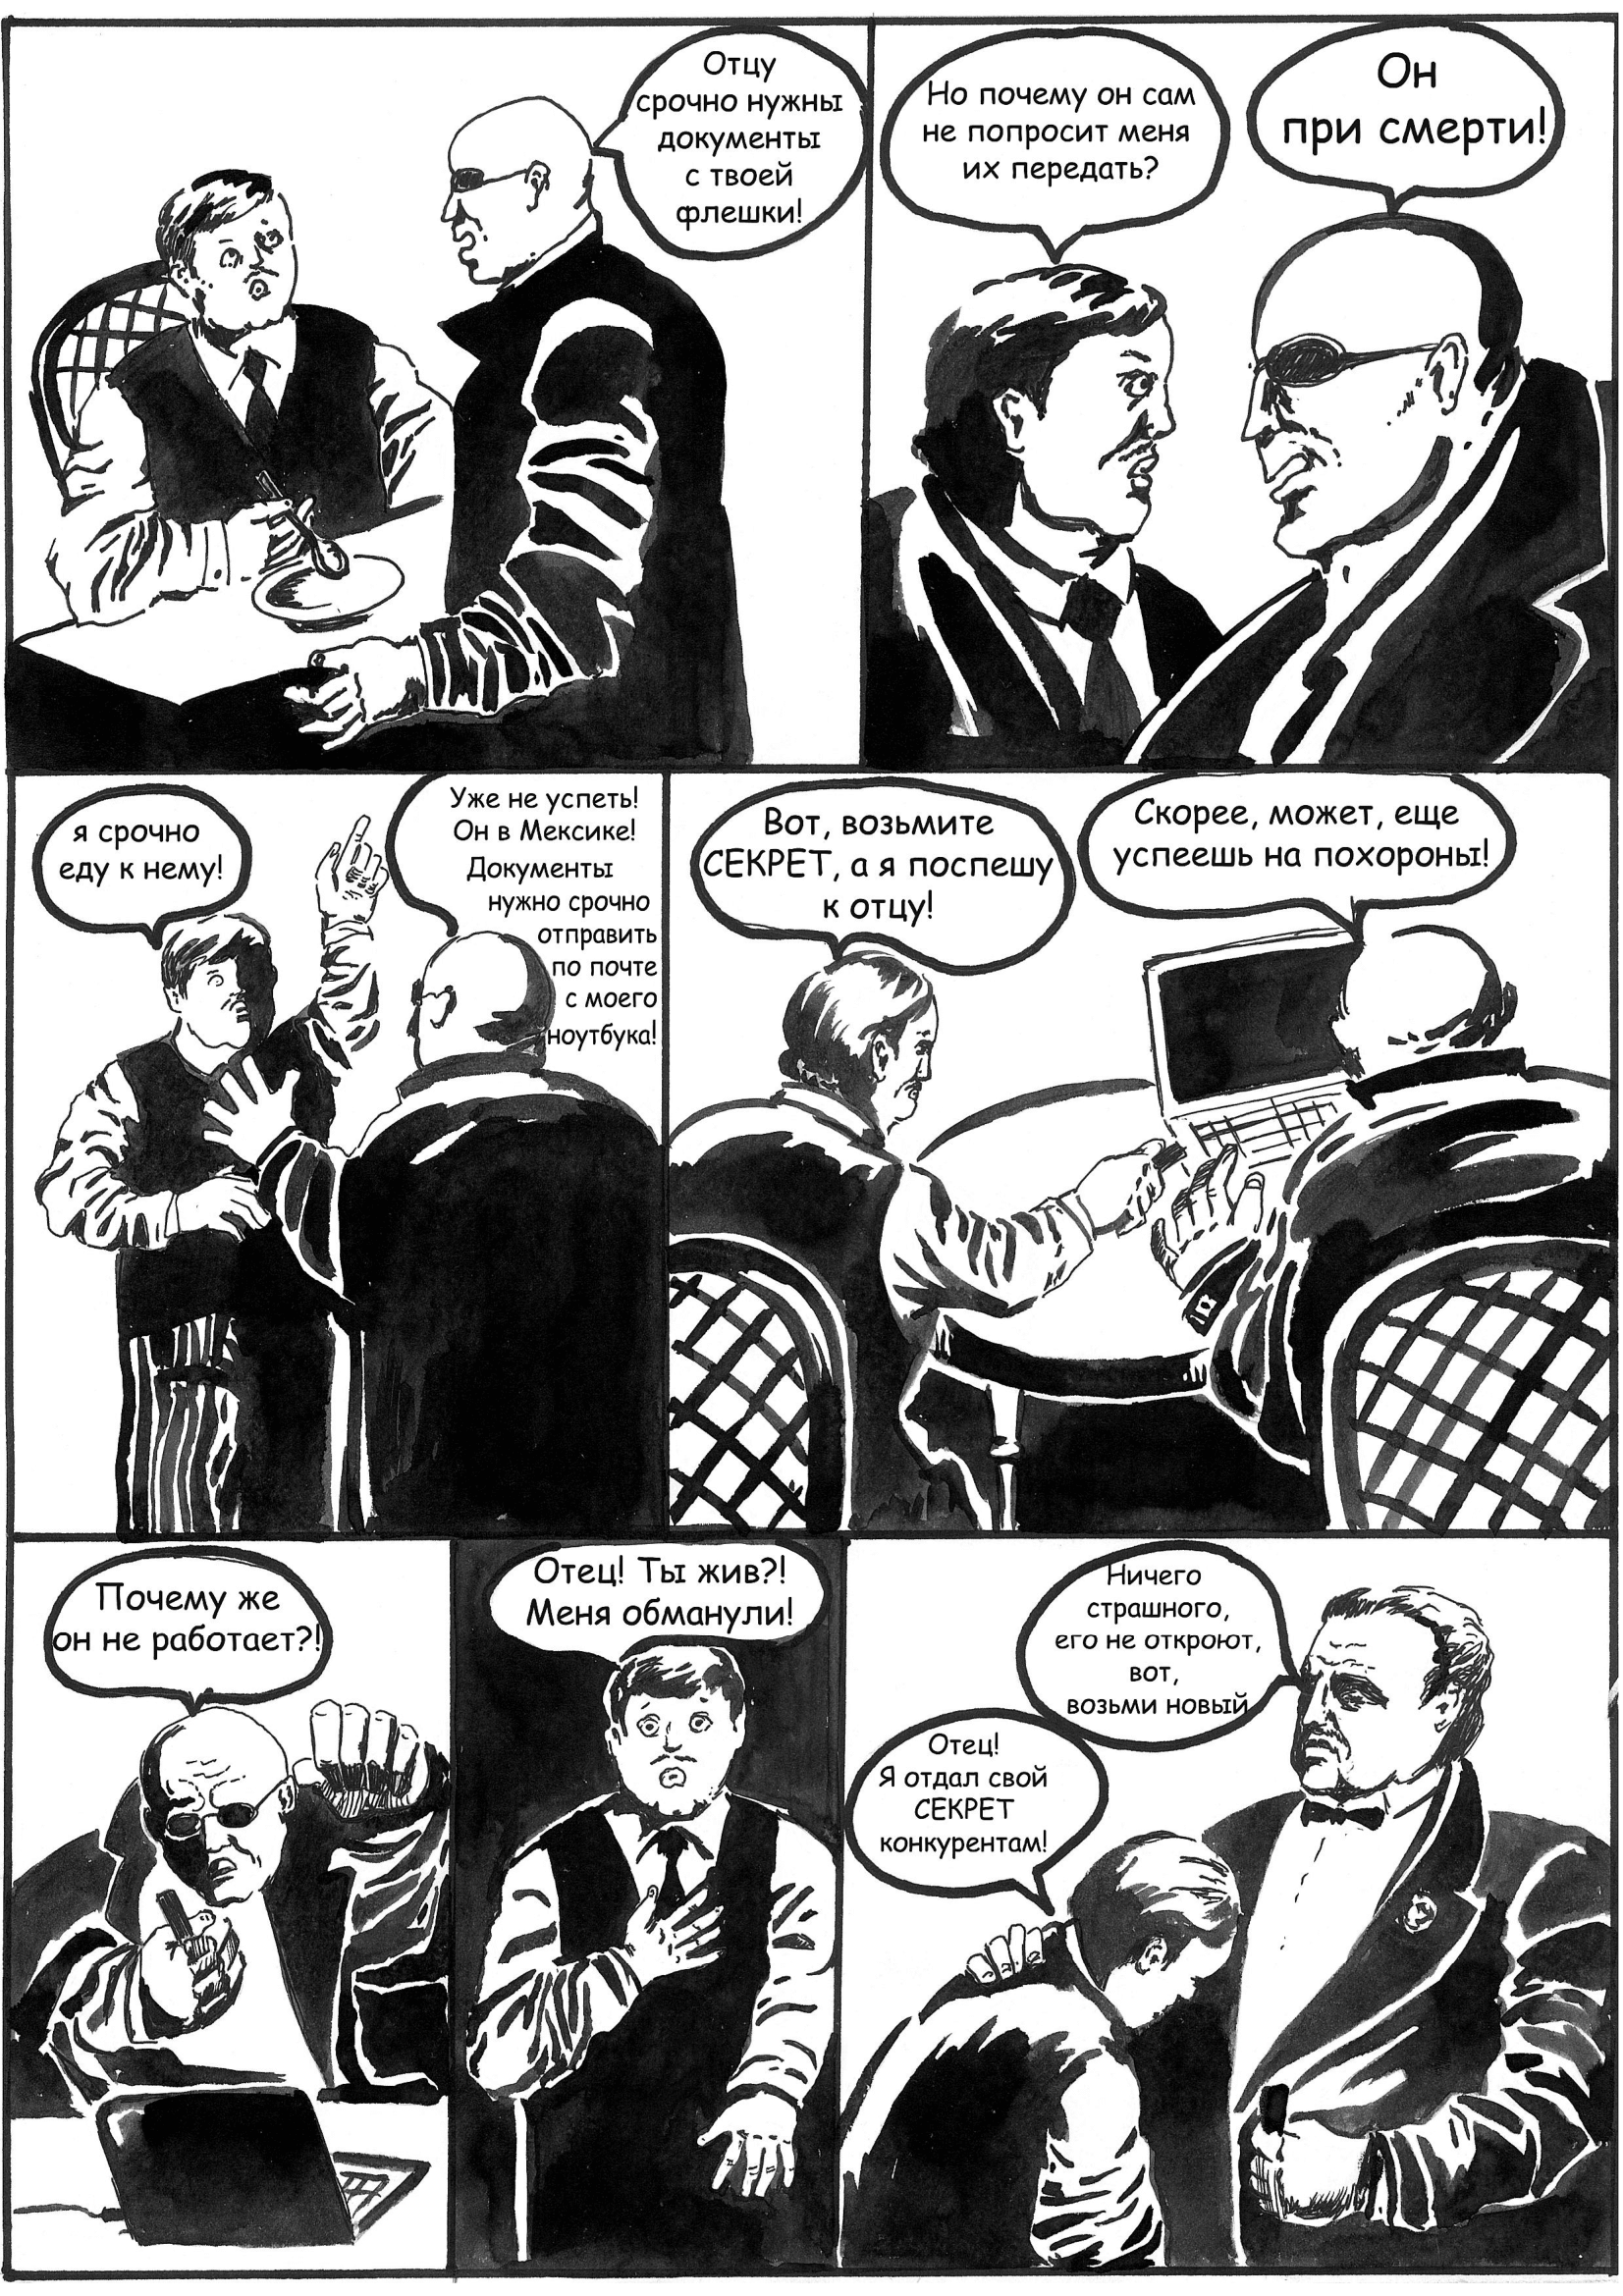 Отцу
срочно нужны
документы
с твоей
флешки!
Но почему он сам
не попросит меня
их передать?
Он
при смерти!
я срочно
еду к нему!
Уже не успеть!
Он в Мексике!
Документы
нужно срочно
отправить
по почте
с моего
ноутбука!
Вот, возьмите
СЕКРЕТ, а я поспешу
к отцу!
Скорее, может, еще
успеешь на похороны!
Почему же
он не работает?!
Отец! Ты жив?!
Меня обманули!
Отец!
Я отдал свой
СЕКРЕТ
конкурентам!
Ничего
страшного,
его не откроют,
вот,
возьми новый